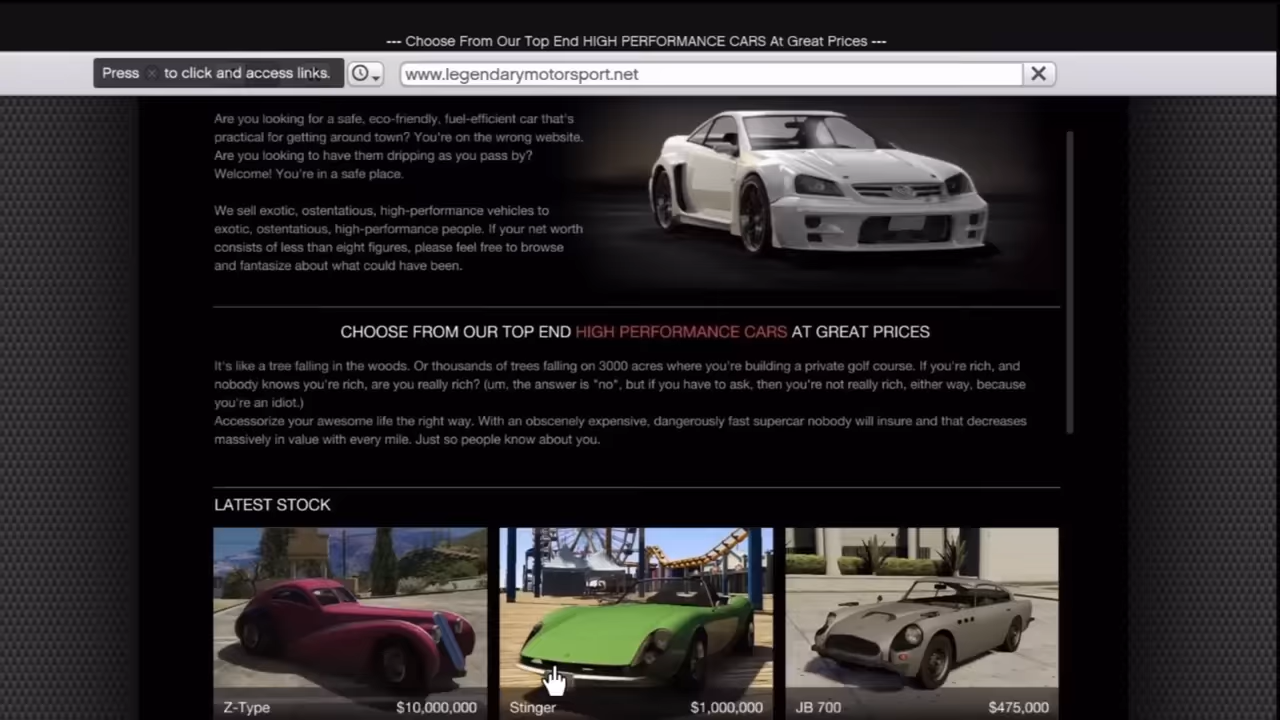 --- Choose From Our Top End HIGH PERFORMANCE CARS At Great Prices ---
Press to click and access links.
www.legendarymotorsport.net
Are you looking for a safe, eco-friendly, fuel-efficient car that's
practical for getting around town? You're on the wrong website.
Are you looking to have them dripping as you pass by?
Welcome! You're in a safe place.
We sell exotic, ostentatious, high-performance vehicles to
exotic, ostentatious, high-performance people. If your net worth
consists of less than eight figures, please feel free to browse
and fantasize about what could have been.
CHOOSE FROM OUR TOP END HIGH PERFORMANCE CARS AT GREAT PRICES
It's like a tree falling in the woods. Or thousands of trees falling on 3000 acres where you're building a private golf course. If you're rich, and
nobody knows you're rich, are you really rich? (um, the answer is "no", but if you have to ask, then you're not really rich, either way, because
you're an idiot.)
Accessorize your awesome life the right way. With an obscenely expensive, dangerously fast supercar nobody will insure and that decreases
massively in value with every mile. Just so people know about you.
LATEST STOCK
Z-Type $10,000,000
Stinger $1,000,000
JB 700 $475,000